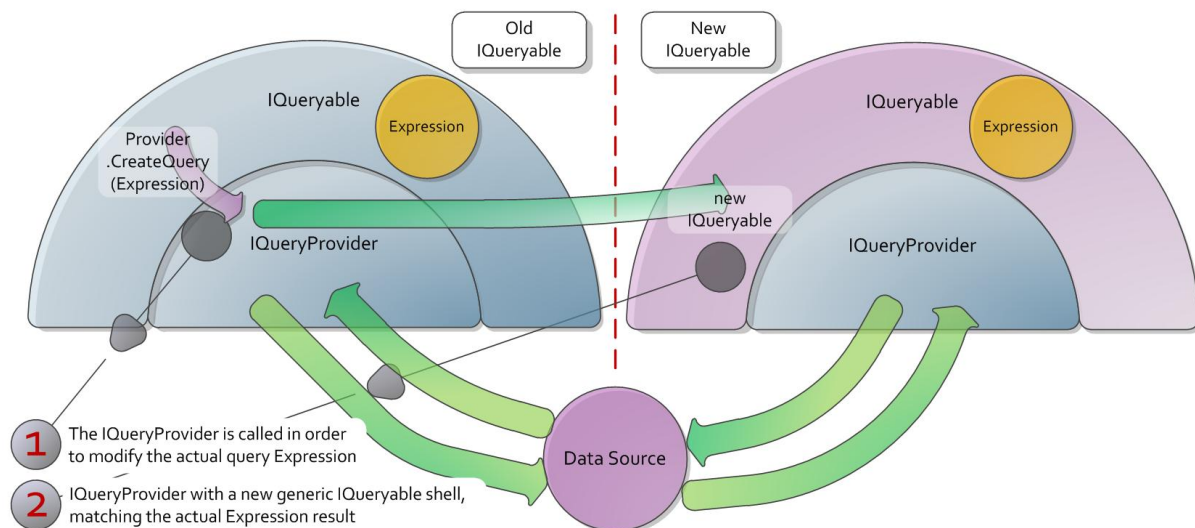 Old
IQueryable
New
IQueryable
IQueryable
Expression
Provider
.CreateQuery
(Expression)
IQueryProvider
IQueryable
Expression
new
IQueryable
IQueryProvider
Data Source
1
The IQueryProvider is called in order
to modify the actual query Expression
2
IQueryProvider with a new generic IQueryable shell,
matching the actual Expression result